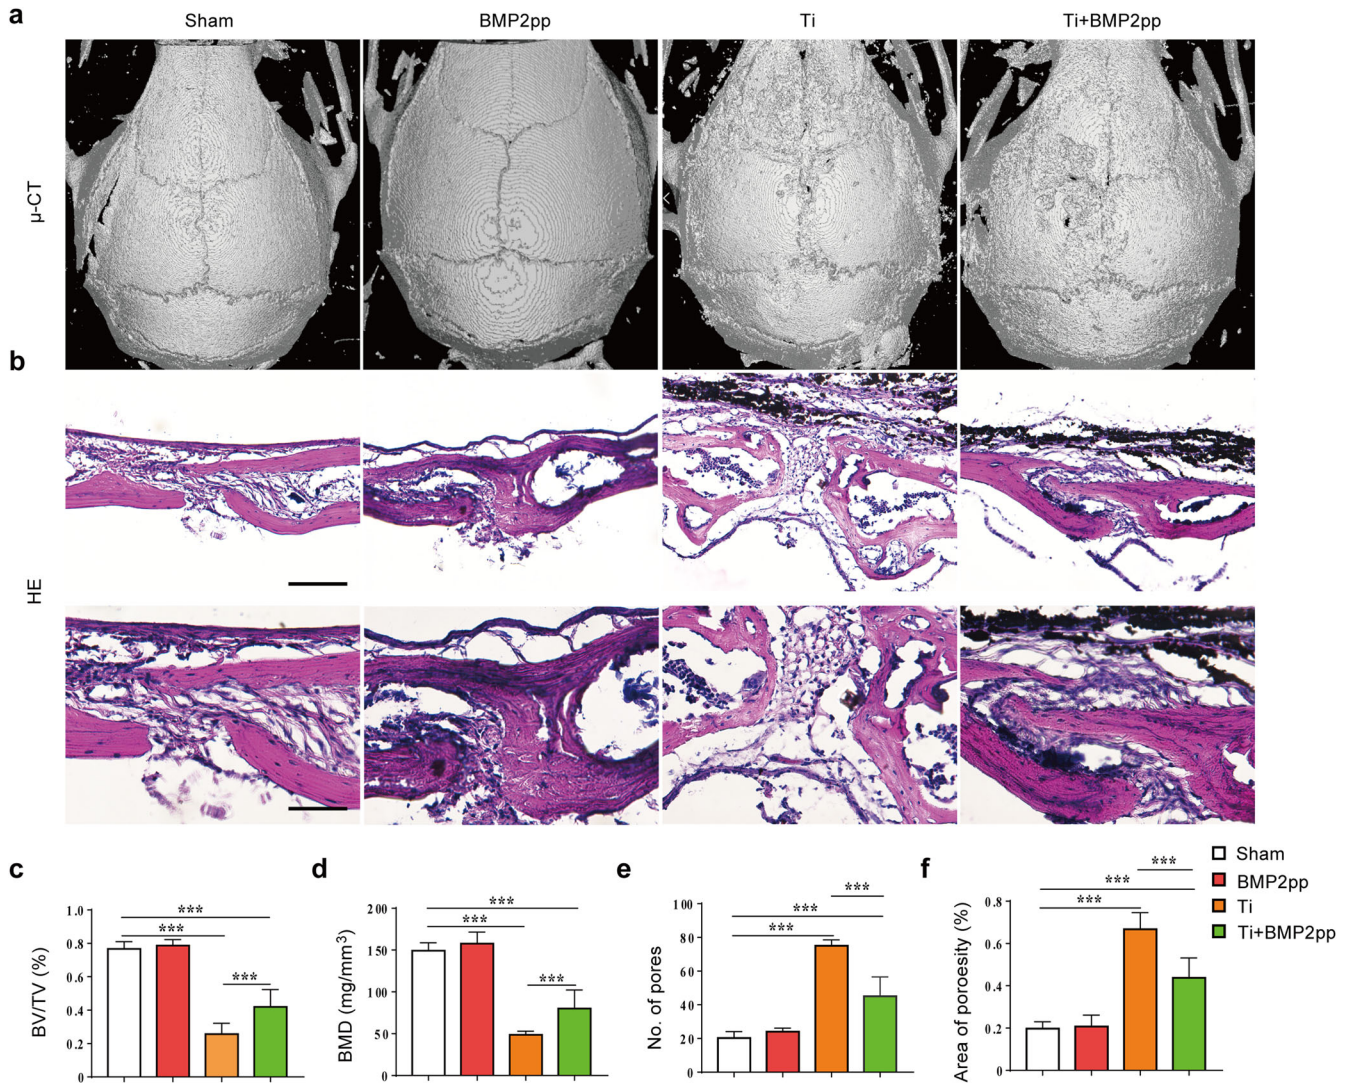 a
Sham BMP2pp Ti Ti+BMP2pp
μ-CT
b
HE
c
BV/TV (%)
1.0
0.8
0.6
0.4
0.2
0
***
***
***
d
BMD (mg/mm³)
200
150
100
50
0
***
***
***
e
No. of pores
100
80
60
40
20
0
***
***
***
f
Area of poroesity (%)
0.8
0.6
0.4
0.2
0
***
***
***
Sham
BMP2pp
Ti
Ti+BMP2pp